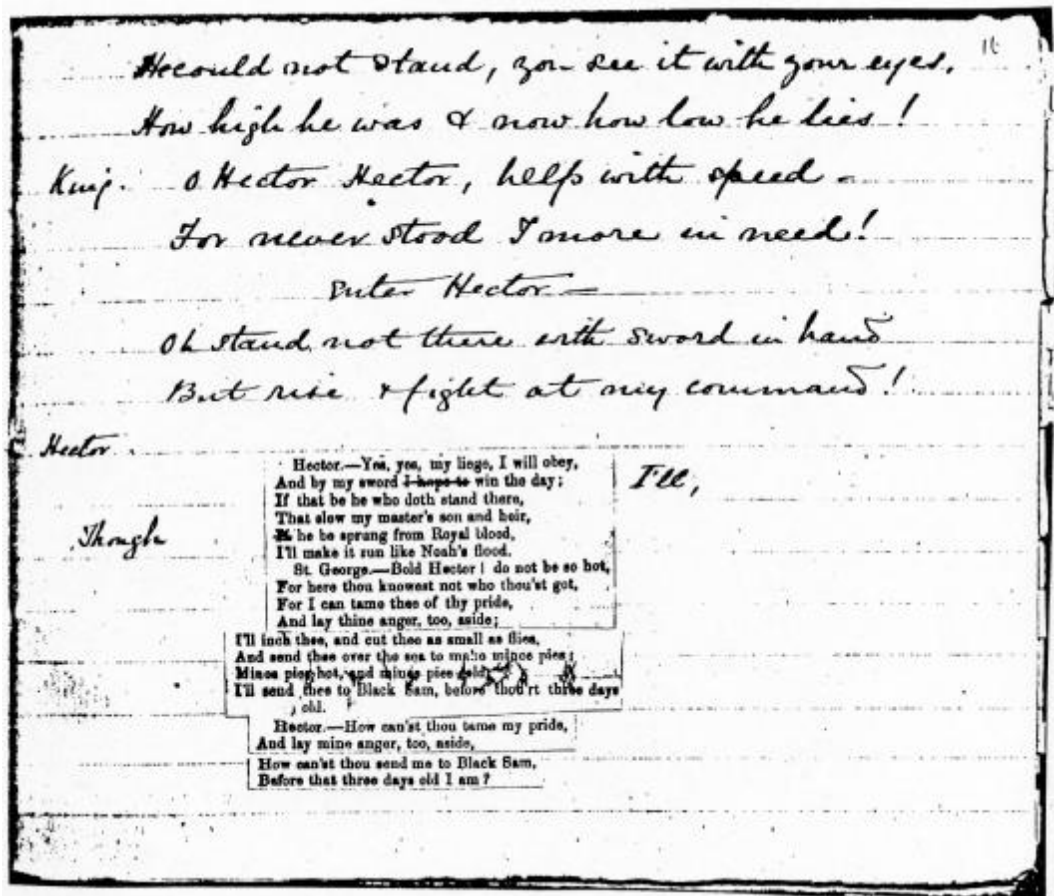 16
He could not stand, you see it with your eyes,
How high he was & now how low he lies!
King. O Hector Hector, help with speed -
For never stood I more in need!
Enter Hector —
Oh stand not there with sword in hand
But rise & fight at my command!
Hector.
Hector.—Yes, yes, my liege, I will obey,
And by my sword I hope to win the day; I'll,
If that be he who doth stand there,
That slew my master's son and heir,
Though he be sprung from Royal blood,
I'll make it run like Noah's flood.
St. George.—Bold Hector! do not be so hot,
For here thou knowest not who thou'st got,
For I can tame thee of thy pride,
And lay thine anger, too, aside;
I'll inch thee, and cut thee as small as flies,
And send thee over the sea to make mince pies;
Mince pies hot, and mince pies cold,
I'll send thee to Black Sam, before thou'rt three days
old.
Hector.—How can'st thou tame my pride,
And lay mine anger, too, aside,
How can'st thou send me to Black Sam,
Before that three days old I am?